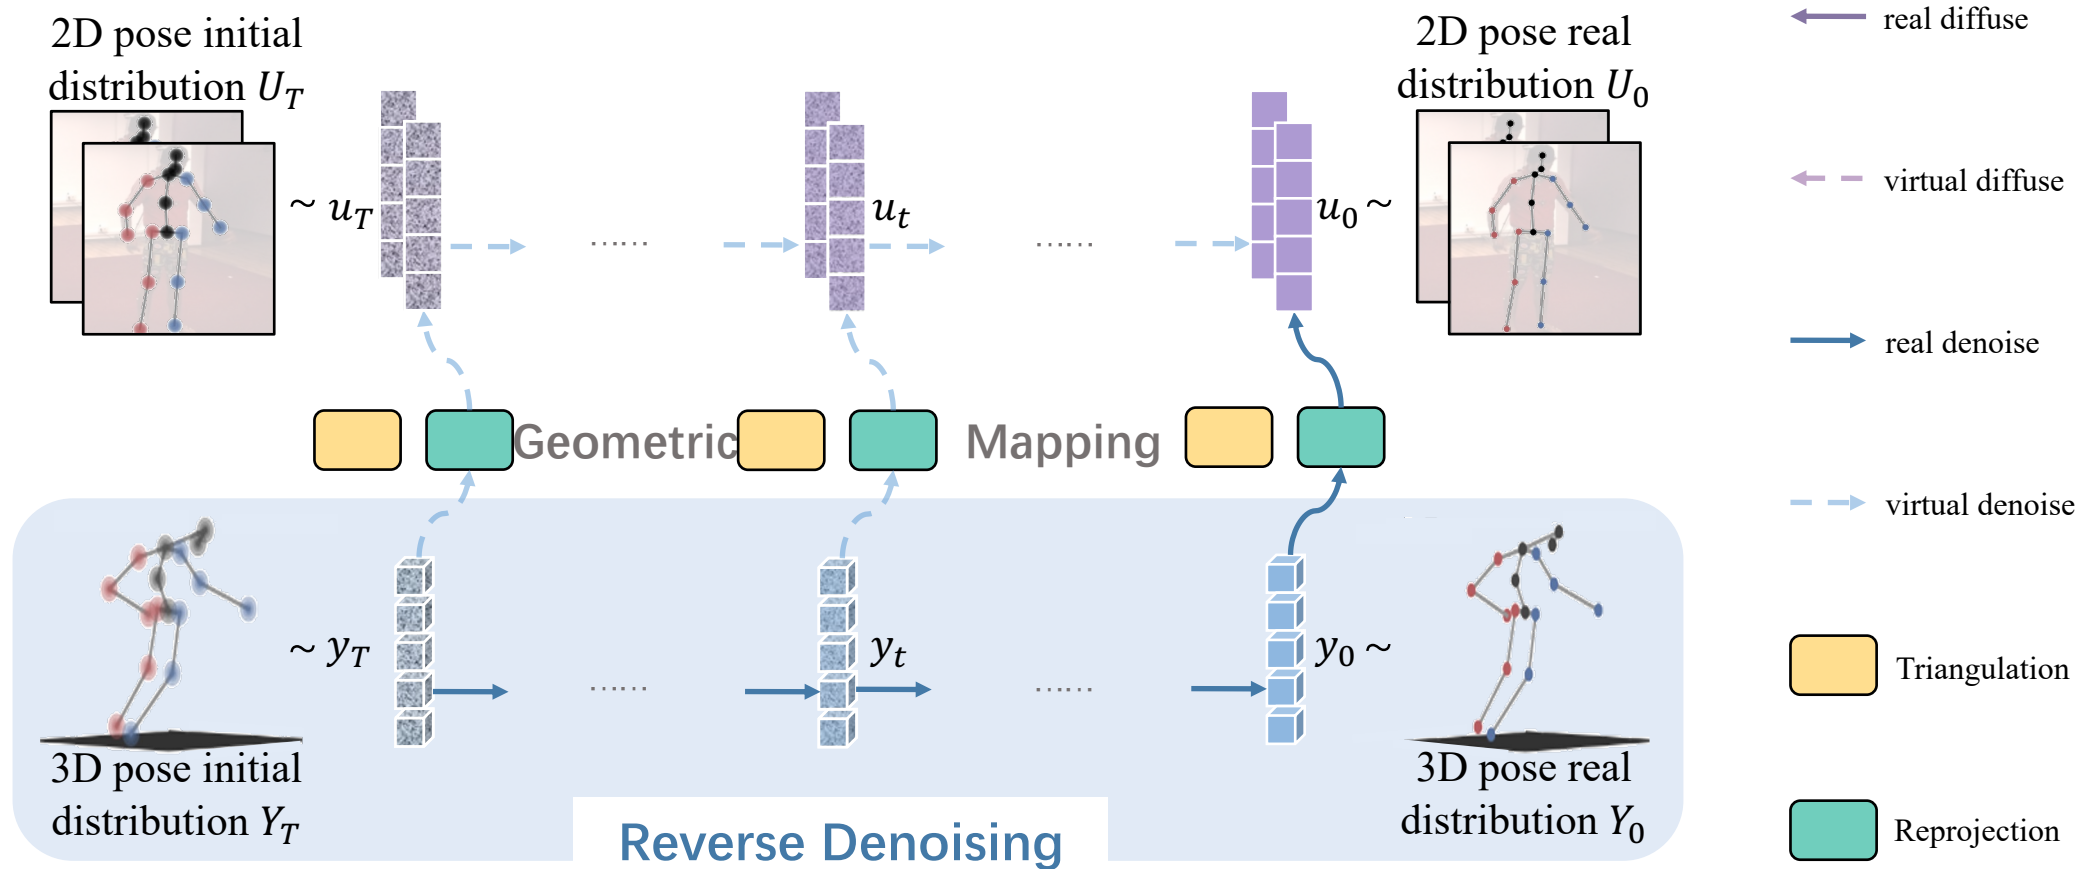 2D pose initial
distribution U_T
2D pose real
distribution U_0
real diffuse
virtual diffuse
real denoise
virtual denoise
Triangulation
Reprojection
~ u_T
......
u_t
......
u_0 ~
Geometric
Mapping
~ y_T
......
y_t
......
y_0 ~
3D pose initial
distribution Y_T
3D pose real
distribution Y_0
Reverse Denoising